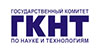 ГОСУДАРСТВЕННЫЙ КОМИТЕТ
ГКНТ
ПО НАУКЕ И ТЕХНОЛОГИЯМ